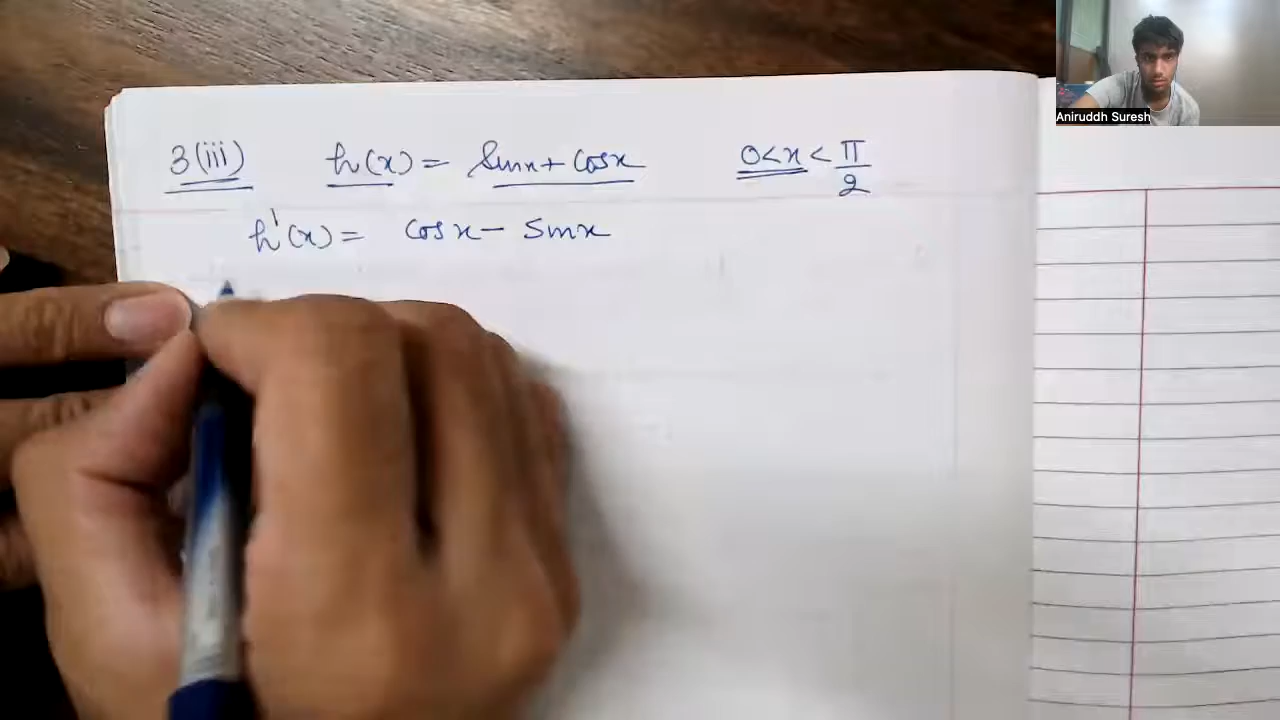 3(iii) h(x) = sinx + cosx 0<x<π/2
h'(x) = cosx - sinx
Aniruddh Suresh